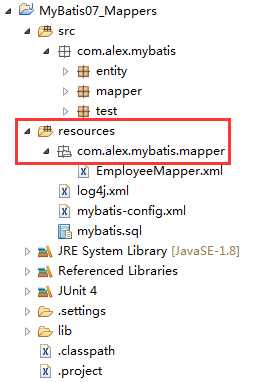 MyBatis07_Mappers
src
com.alex.mybatis
entity
mapper
test
resources
com.alex.mybatis.mapper
EmployeeMapper.xml
log4j.xml
mybatis-config.xml
mybatis.sql
JRE System Library [JavaSE-1.8]
Referenced Libraries
JUnit 4
.settings
lib
.classpath
.project